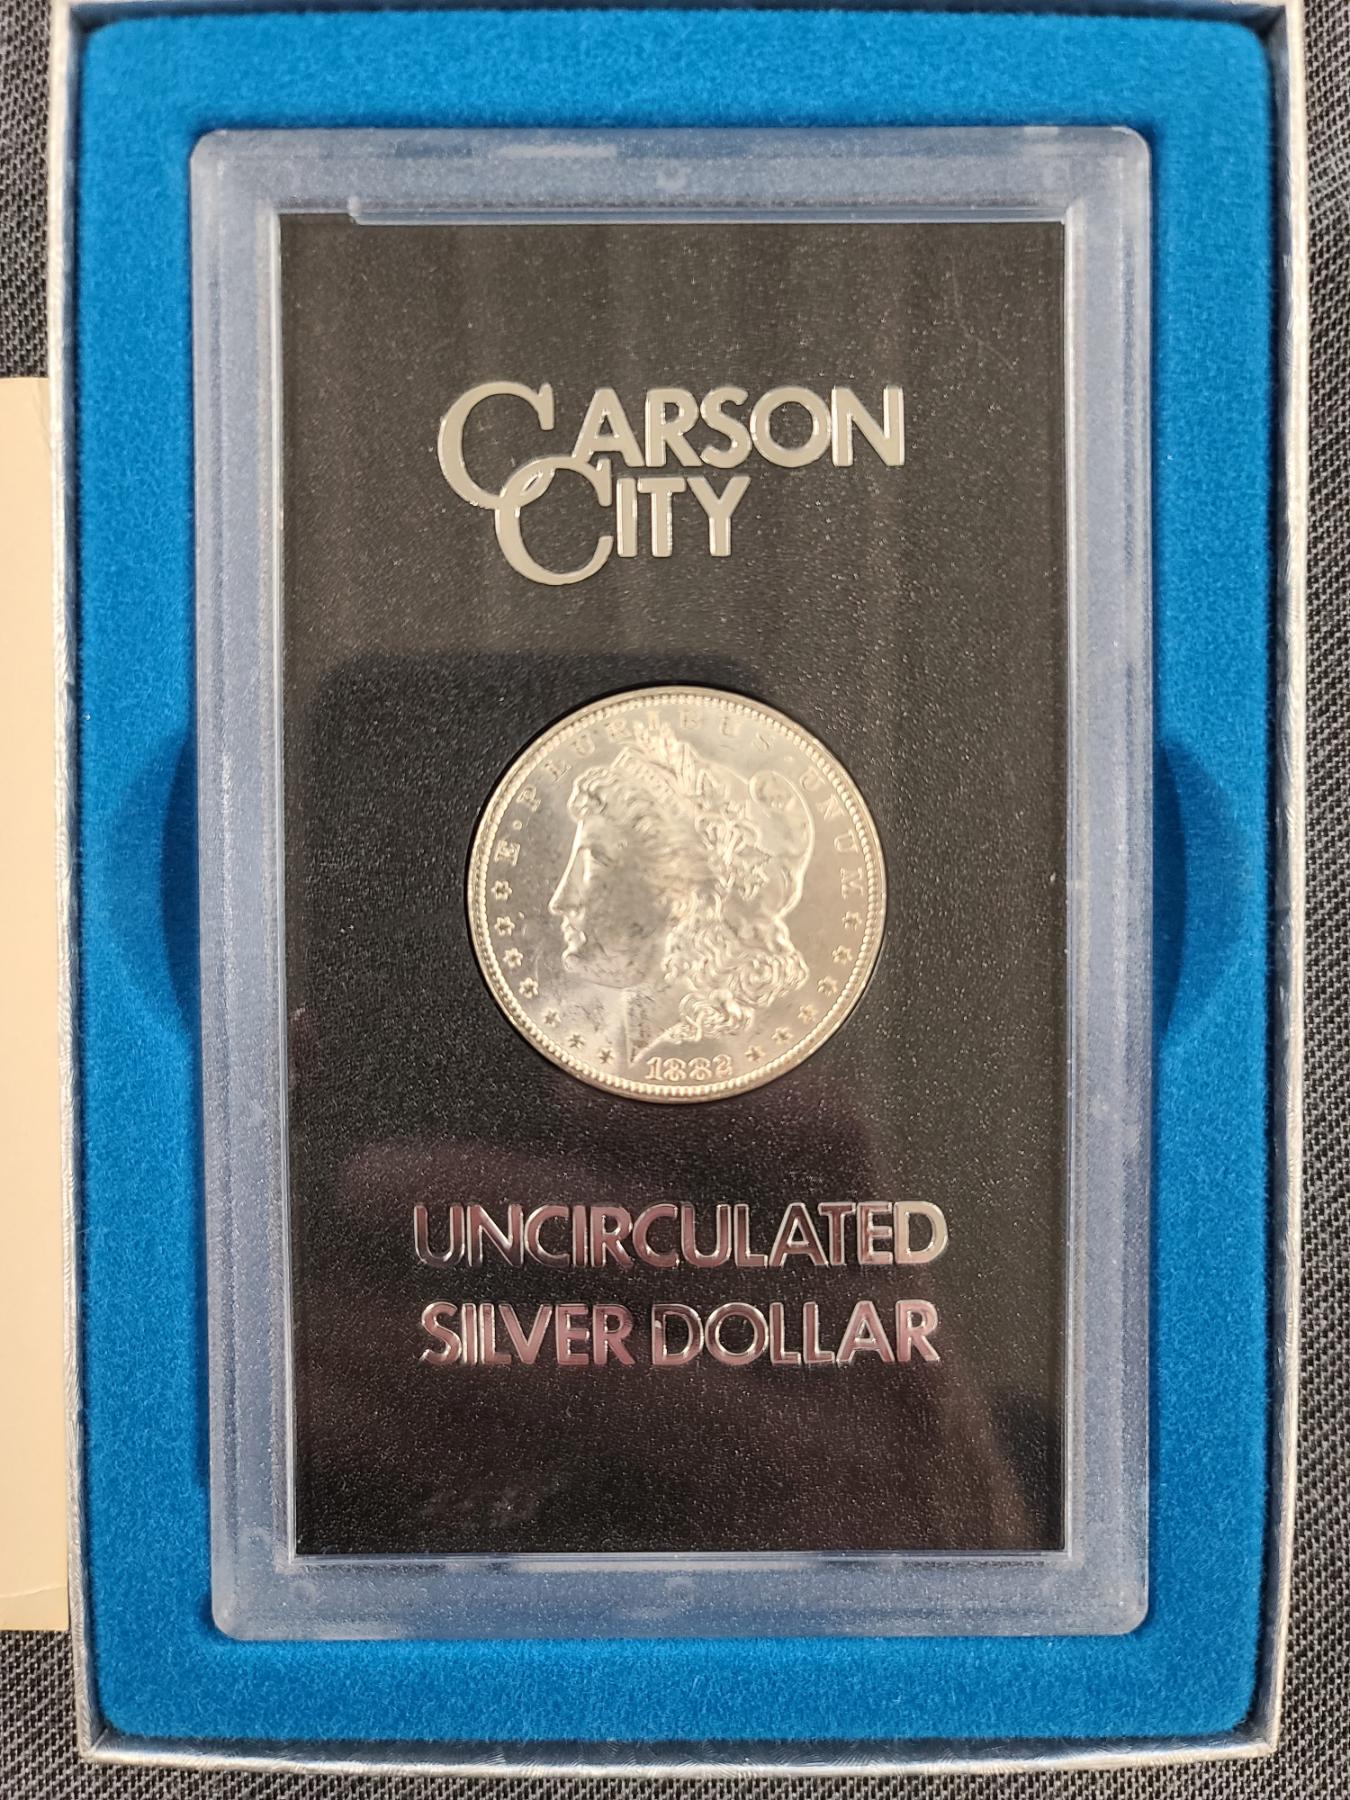 CARSON
CITY
E·PLURIBUS·UNUM
1882
UNCIRCULATED
SILVER DOLLAR